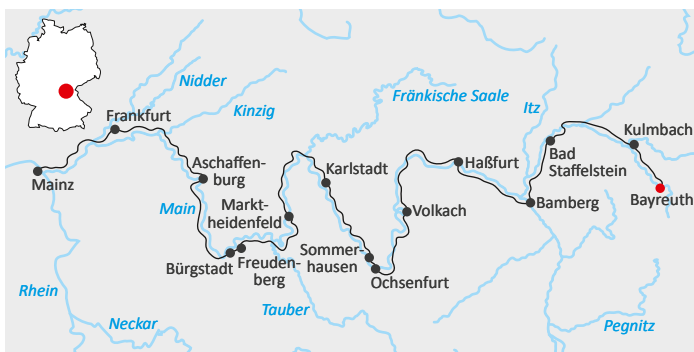 Nidder
Fränkische Saale
Kinzig
Itz
Frankfurt
Kulmbach
Aschaffen-
burg
Karlstadt
Haßfurt
Bad
Staffelstein
Mainz
Bayreuth
Main
Markt-
heidenfeld
Volkach
Bamberg
Sommer-
hausen
Bürgstadt
Freuden-
berg
Ochsenfurt
Rhein
Neckar
Tauber
Pegnitz